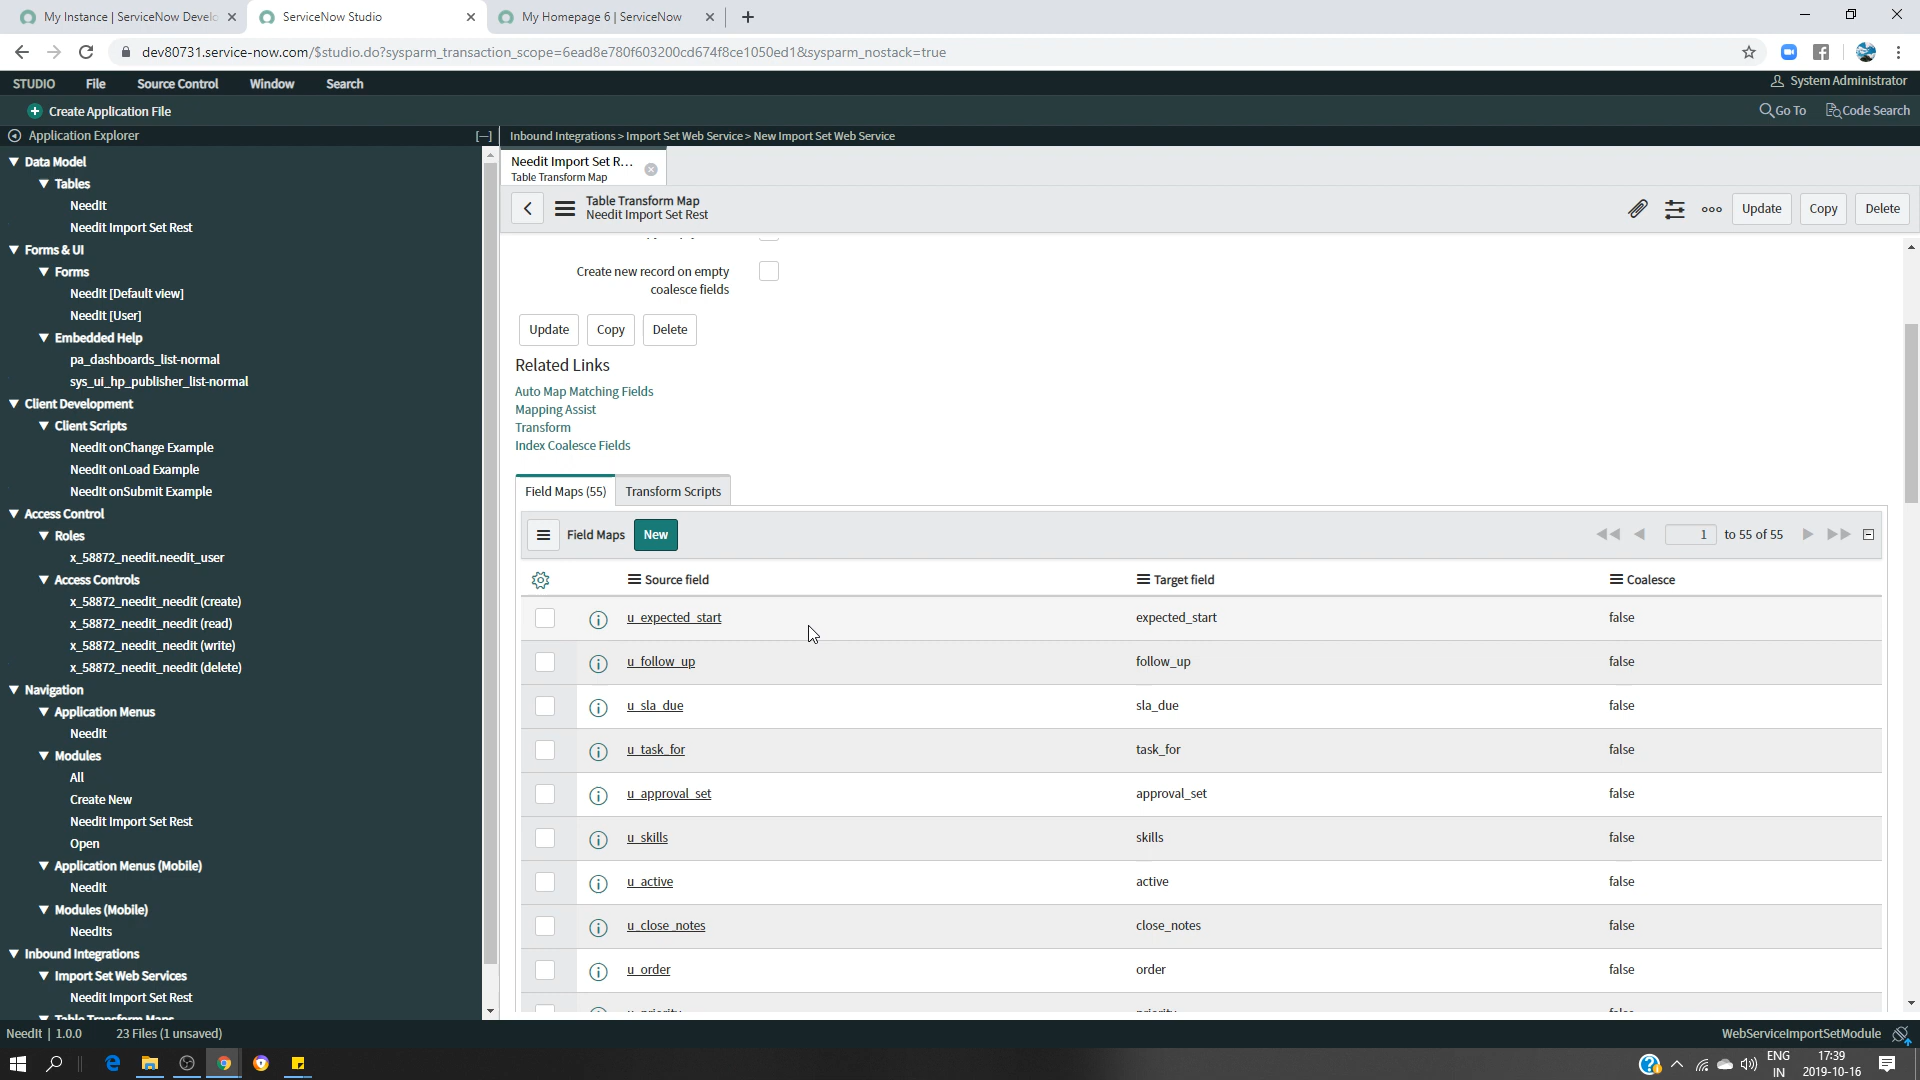 My Instance | ServiceNow Develo
ServiceNow Studio
My Homepage 6 | ServiceNow
dev80731.service-now.com/$studio.do?sysparm_transaction_scope=6ead8e780f603200cd674f8ce1050ed1&sysparm_nostack=true
STUDIO File Source Control Window Search
System Administrator
Create Application File
Go To Code Search
Application Explorer
Inbound Integrations > Import Set Web Service > New Import Set Web Service
Data Model
Tables
NeedIt
Needit Import Set Rest
Forms & UI
Forms
NeedIt [Default view]
NeedIt [User]
Embedded Help
pa_dashboards_list-normal
sys_ui_hp_publisher_list-normal
Client Development
Client Scripts
NeedIt onChange Example
NeedIt onLoad Example
NeedIt onSubmit Example
Access Control
Roles
x_58872_needit.needit_user
Access Controls
x_58872_needit_needit (create)
x_58872_needit_needit (read)
x_58872_needit_needit (write)
x_58872_needit_needit (delete)
Navigation
Application Menus
NeedIt
Modules
All
Create New
Needit Import Set Rest
Open
Application Menus (Mobile)
NeedIt
Modules (Mobile)
NeedIts
Inbound Integrations
Import Set Web Services
Needit Import Set Rest
Table Transform Maps
Needit Import Set R...
Table Transform Map
Table Transform Map
Needit Import Set Rest
Update Copy Delete
Create new record on empty
coalesce fields
Update Copy Delete
Related Links
Auto Map Matching Fields
Mapping Assist
Transform
Index Coalesce Fields
Field Maps (55) Transform Scripts
Field Maps New 1 to 55 of 55
Source field Target field Coalesce
u_expected_start expected_start false
u_follow_up follow_up false
u_sla_due sla_due false
u_task_for task_for false
u_approval_set approval_set false
u_skills skills false
u_active active false
u_close_notes close_notes false
u_order order false
u_priority priority false
NeedIt | 1.0.0 23 Files (1 unsaved)
WebServiceImportSetModule
ENG
IN
17:39
2019-10-16